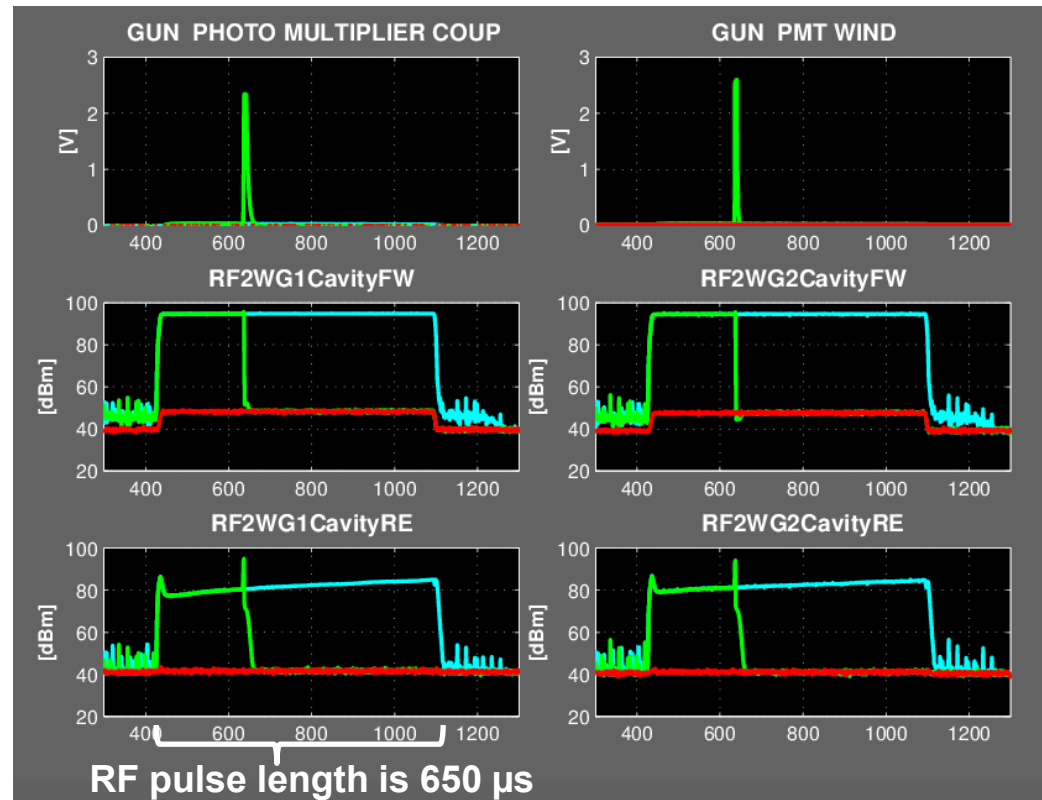 GUN PHOTO MULTIPLIER COUP
GUN PMT WIND
[V]
3
2
1
0
400 600 800 1000 1200
[V]
3
2
1
0
400 600 800 1000 1200
RF2WG1CavityFW
RF2WG2CavityFW
[dBm]
100
80
60
40
20
400 600 800 1000 1200
[dBm]
100
80
60
40
20
400 600 800 1000 1200
RF2WG1CavityRE
RF2WG2CavityRE
[dBm]
100
80
60
40
20
400 600 800 1000 1200
[dBm]
100
80
60
40
20
400 600 800 1000 1200
RF pulse length is 650 µs